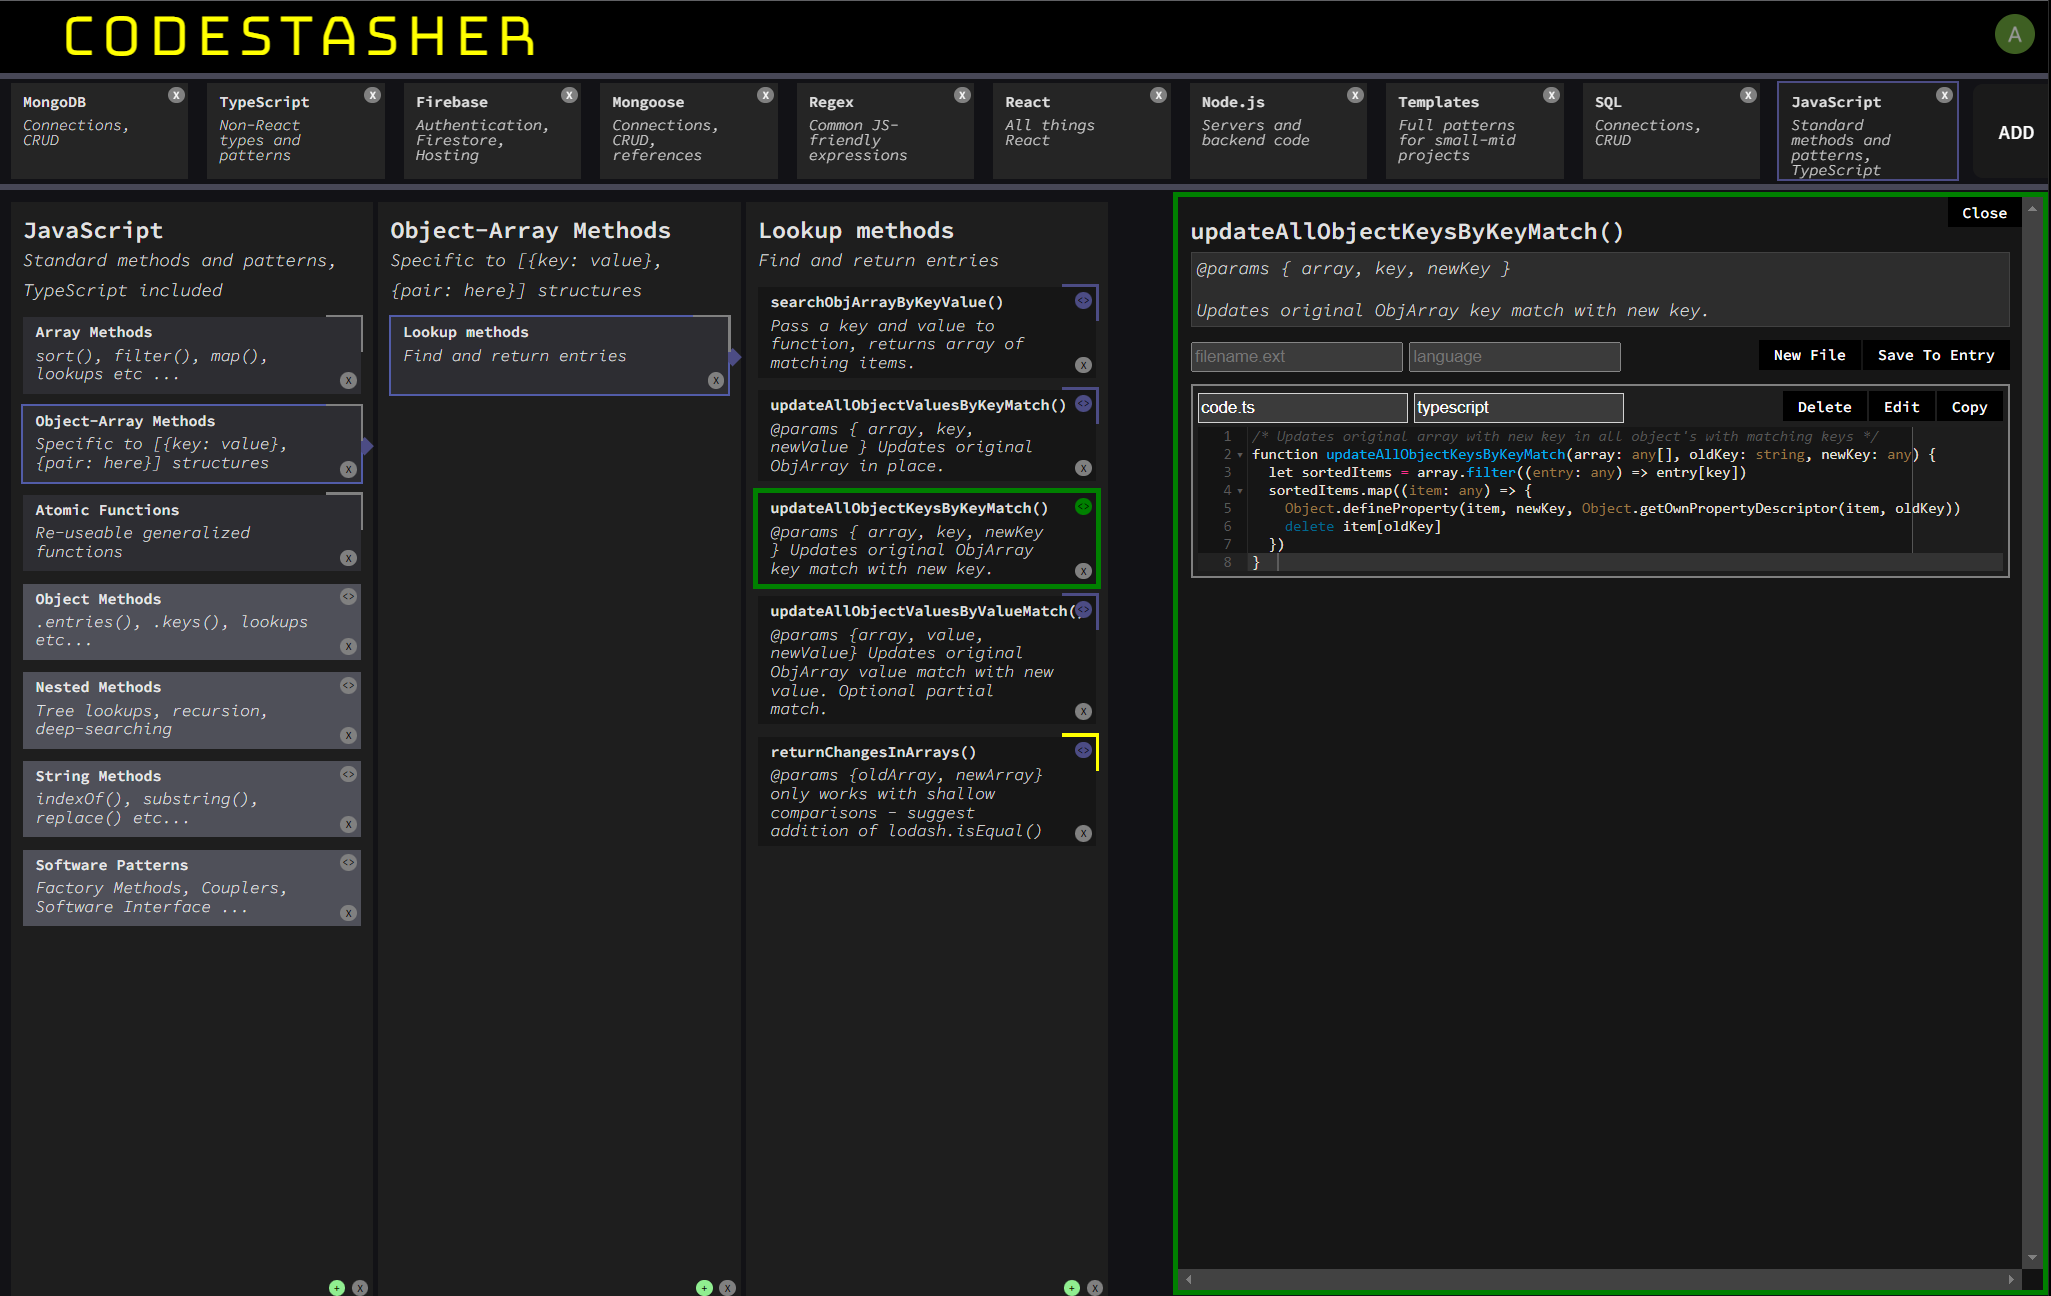 CODESTASHER
A
MongoDB
X
Connections,
CRUD
TypeScript
X
Non-React
types and
patterns
Firebase
X
Authentication,
Firestore,
Hosting
Mongoose
X
Connections,
CRUD,
references
Regex
X
Common JS-
friendly
expressions
React
X
All things
React
Node.js
X
Servers and
backend code
Templates
X
Full patterns
for small-mid
projects
SQL
X
Connections,
CRUD
JavaScript
X
Standard
methods and
patterns,
TypeScript
ADD
JavaScript
Standard methods and patterns,
TypeScript included
Array Methods
sort(), filter(), map(),
lookups etc ...
X
Object-Array Methods
Specific to [{key: value},
{pair: here}] structures
X
Atomic Functions
Re-useable generalized
functions
X
Object Methods
<>
.entries(), .keys(), lookups
etc...
X
Nested Methods
<>
Tree lookups, recursion,
deep-searching
X
String Methods
<>
indexOf(), substring(),
replace() etc...
X
Software Patterns
<>
Factory Methods, Couplers,
Software Interface ...
X
+ X
Object-Array Methods
Specific to [{key: value},
{pair: here}] structures
Lookup methods
Find and return entries
X
+ X
Lookup methods
Find and return entries
searchObjArrayByKeyValue()
<>
Pass a key and value to
function, returns array of
matching items.
X
updateAllObjectValuesByKeyMatch()
<>
@params { array, key,
newValue } Updates original
ObjArray in place.
X
updateAllObjectKeysByKeyMatch()
<>
@params { array, key, newKey
} Updates original ObjArray
key match with new key.
X
updateAllObjectValuesByValueMatch(
<>
@params {array, value,
newValue} Updates original
ObjArray value match with new
value. Optional partial
match.
X
returnChangesInArrays()
<>
@params {oldArray, newArray}
only works with shallow
comparisons - suggest
addition of lodash.isEqual()
X
+ X
Close
updateAllObjectKeysByKeyMatch()
@params { array, key, newKey }
Updates original ObjArray key match with new key.
filename.ext
language
New File
Save To Entry
code.ts
typescript
Delete
Edit
Copy
1 /* Updates original array with new key in all object's with matching keys */
2 function updateAllObjectKeysByKeyMatch(array: any[], oldKey: string, newKey: any) {
3 let sortedItems = array.filter((entry: any) => entry[key])
4 sortedItems.map((item: any) => {
5 Object.defineProperty(item, newKey, Object.getOwnPropertyDescriptor(item, oldKey))
6 delete item[oldKey]
7 })
8 }